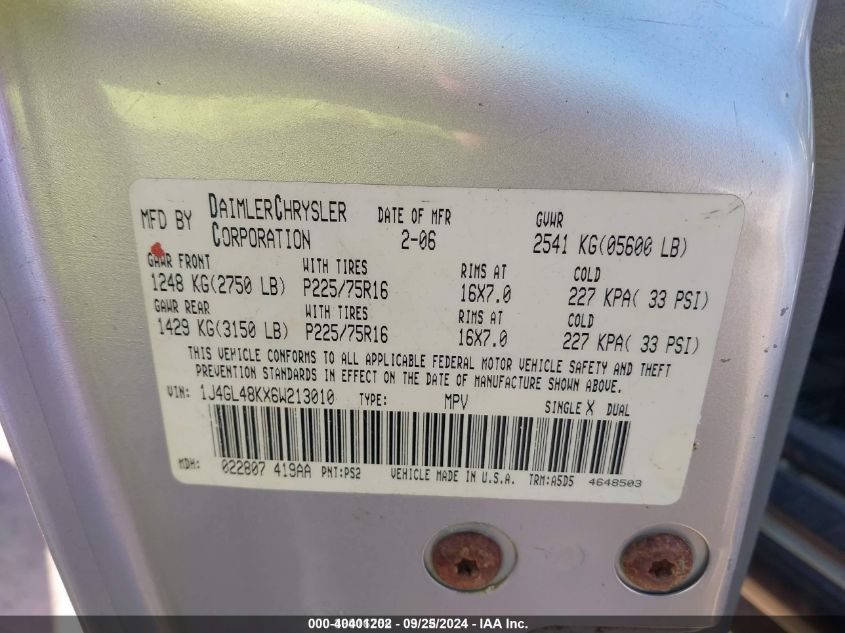 MFD BY DAIMLERCHRYSLER CORPORATION DATE OF MFR 2-06 GVWR 2541 KG(05600 LB)
GAWR FRONT WITH TIRES RIMS AT COLD
1248 KG(2750 LB) P225/75R16 16X7.0 227 KPA( 33 PSI)
GAWR REAR WITH TIRES RIMS AT COLD
1429 KG(3150 LB) P225/75R16 16X7.0 227 KPA( 33 PSI)
THIS VEHICLE CONFORMS TO ALL APPLICABLE FEDERAL MOTOR VEHICLE SAFETY AND THEFT
PREVENTION STANDARDS IN EFFECT ON THE DATE OF MANUFACTURE SHOWN ABOVE.
VIN: 1J4GL48KX6W213010 TYPE: MPV SINGLE X DUAL
MDH: 022807 419AA PNT:PS2 VEHICLE MADE IN U.S.A. TRM:A5D5 4648503
09/25/2024 - IAA Inc.